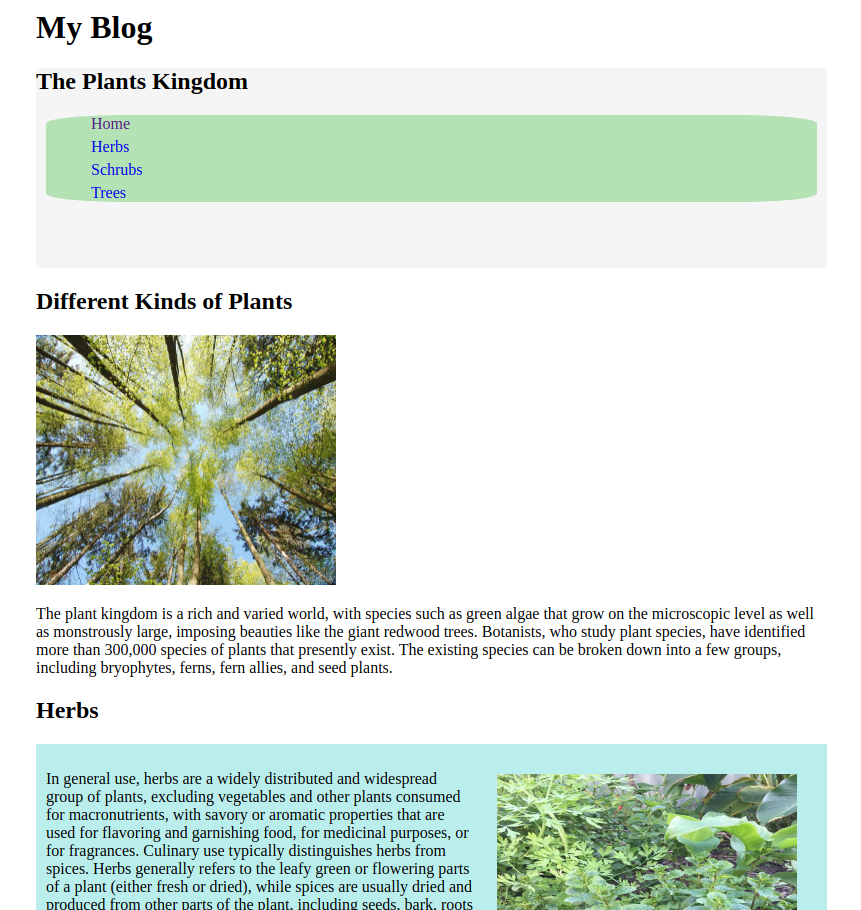 My Blog
The Plants Kingdom
Home
Herbs
Schrubs
Trees
Different Kinds of Plants
The plant kingdom is a rich and varied world, with species such as green algae that grow on the microscopic level as well
as monstrously large, imposing beauties like the giant redwood trees. Botanists, who study plant species, have identified
more than 300,000 species of plants that presently exist. The existing species can be broken down into a few groups,
including bryophytes, ferns, fern allies, and seed plants.
Herbs
In general use, herbs are a widely distributed and widespread
group of plants, excluding vegetables and other plants consumed
for macronutrients, with savory or aromatic properties that are
used for flavoring and garnishing food, for medicinal purposes, or
for fragrances. Culinary use typically distinguishes herbs from
spices. Herbs generally refers to the leafy green or flowering parts
of a plant (either fresh or dried), while spices are usually dried and
produced from other parts of the plant, including seeds, bark, roots